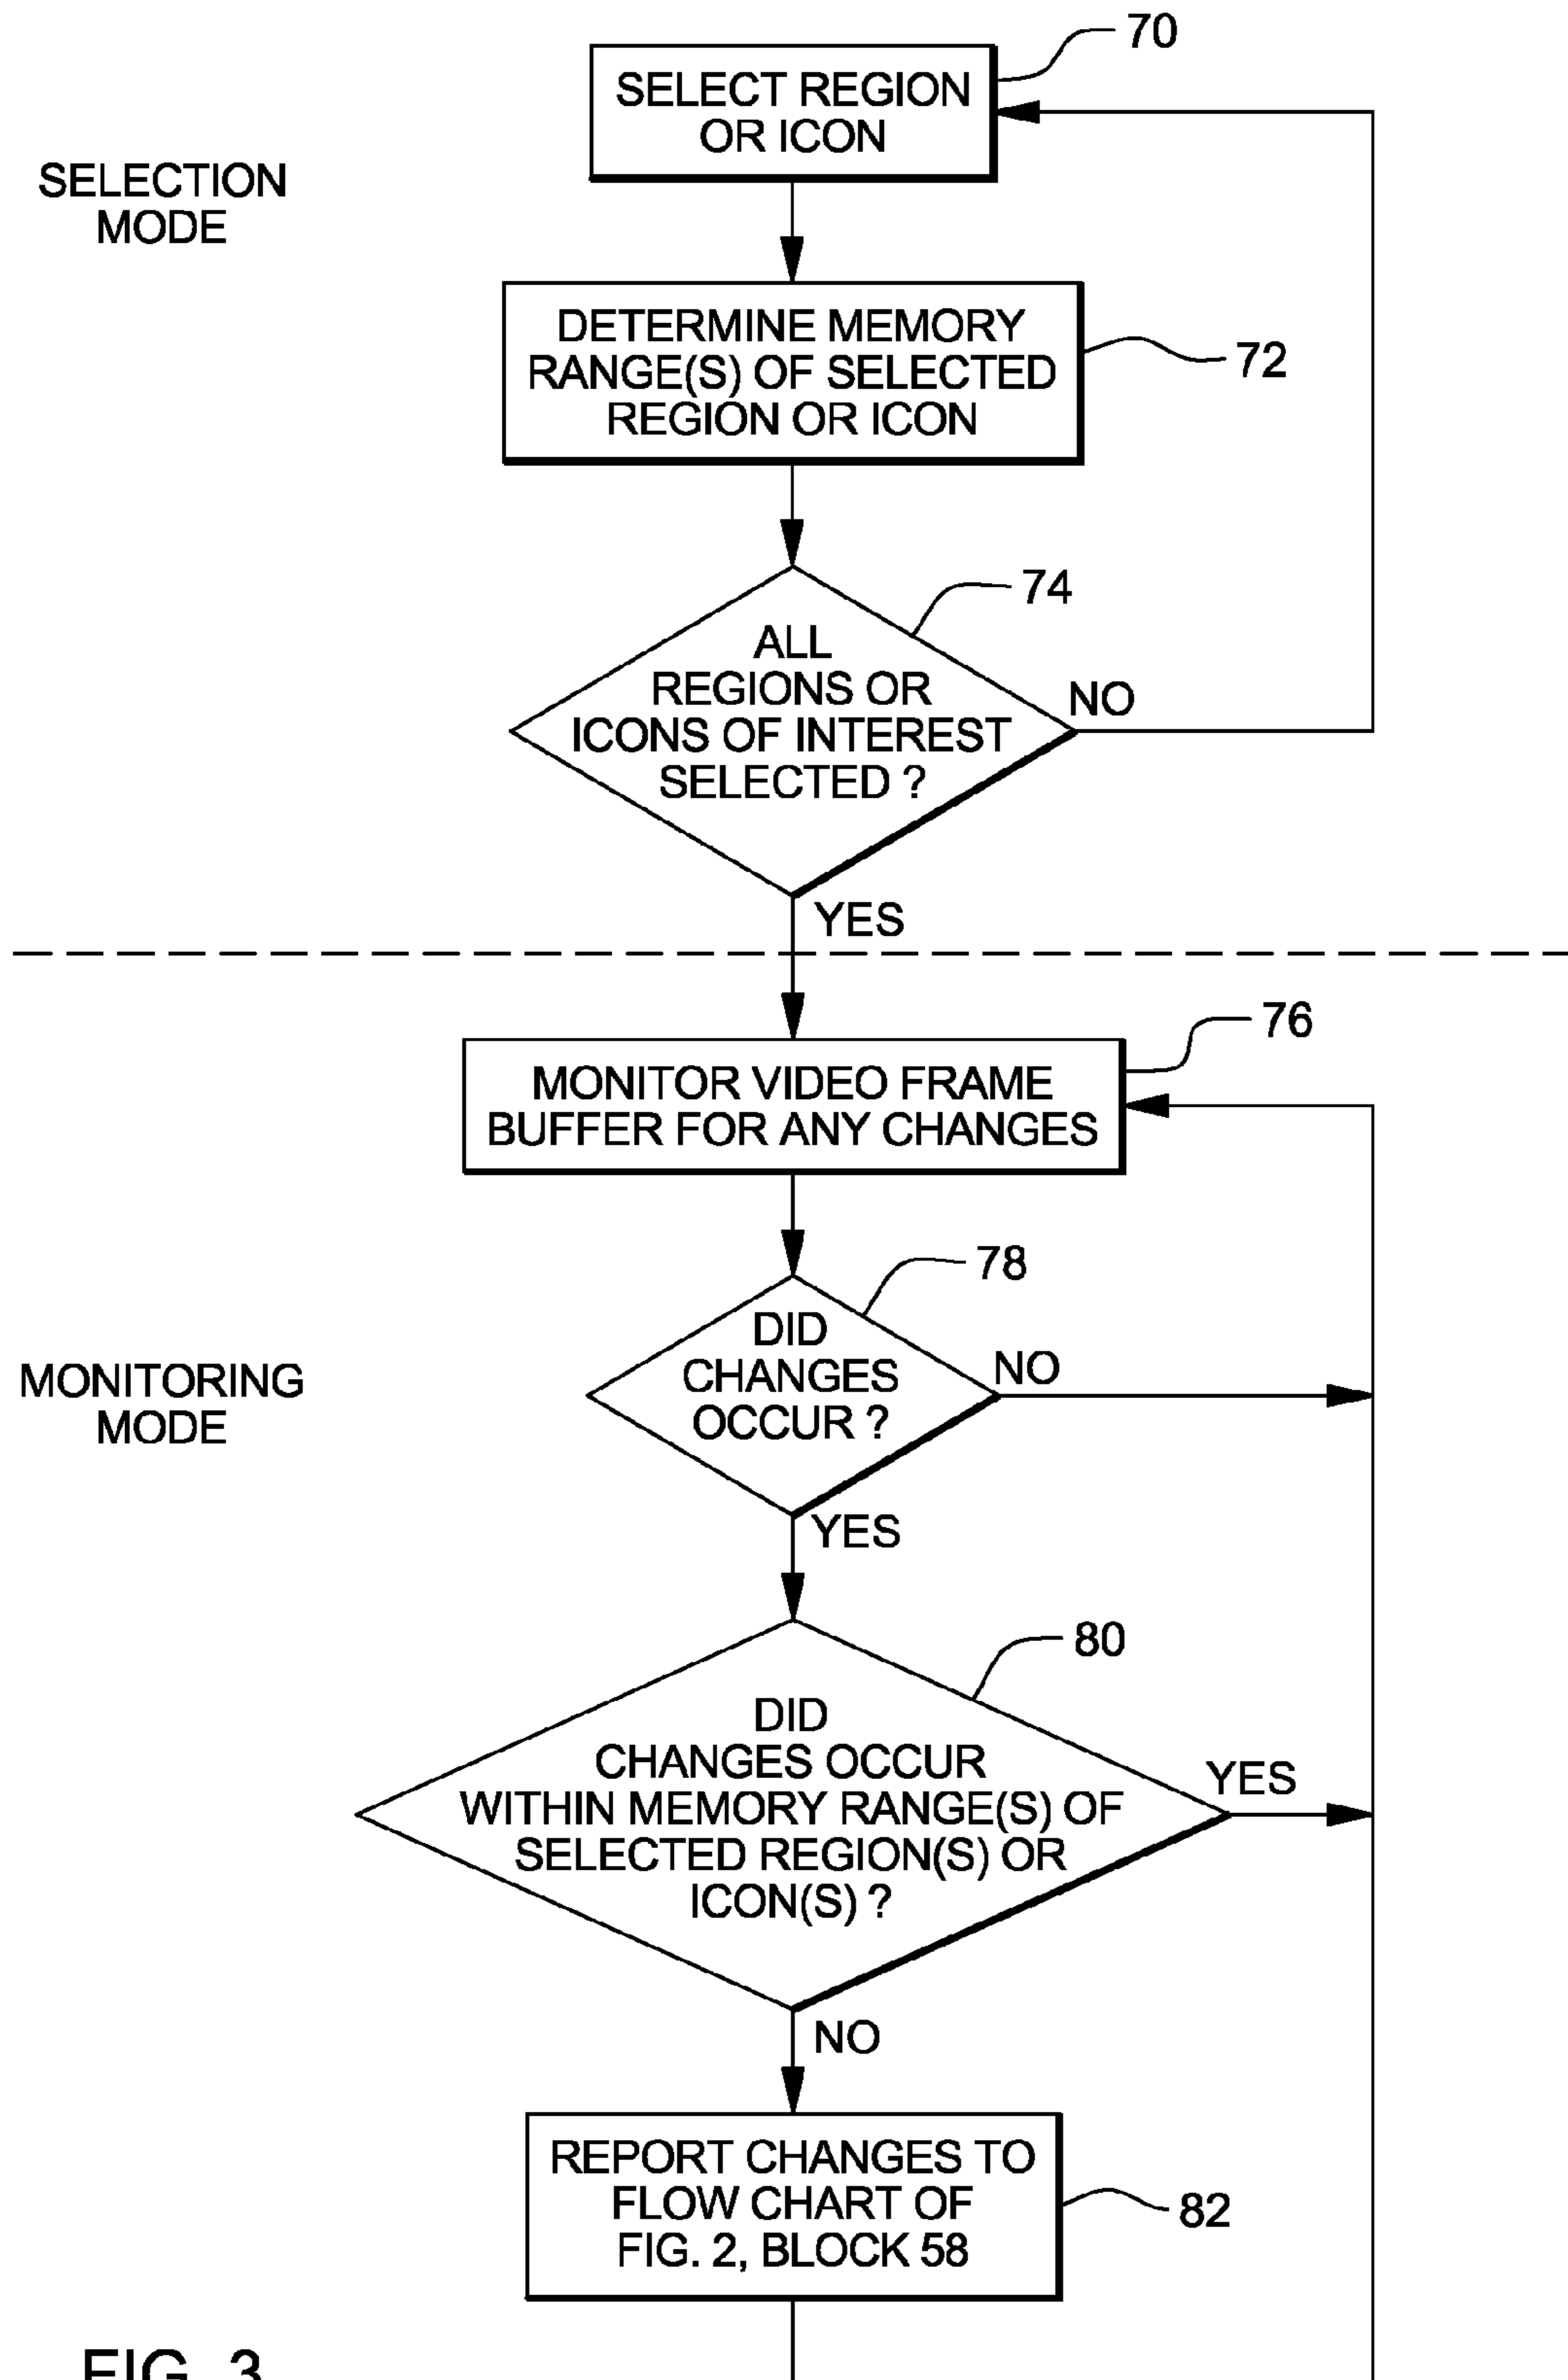 70
SELECT REGION
OR ICON
SELECTION
MODE
DETERMINE MEMORY
RANGE(S) OF SELECTED
REGION OR ICON
72
74
ALL
REGIONS OR
ICONS OF INTEREST
SELECTED ?
NO
YES
76
MONITOR VIDEO FRAME
BUFFER FOR ANY CHANGES
78
DID
CHANGES
OCCUR ?
NO
MONITORING
MODE
YES
80
DID
CHANGES OCCUR
WITHIN MEMORY RANGE(S) OF
SELECTED REGION(S) OR
ICON(S) ?
YES
NO
REPORT CHANGES TO
FLOW CHART OF
FIG. 2, BLOCK 58
82
FIG. 3